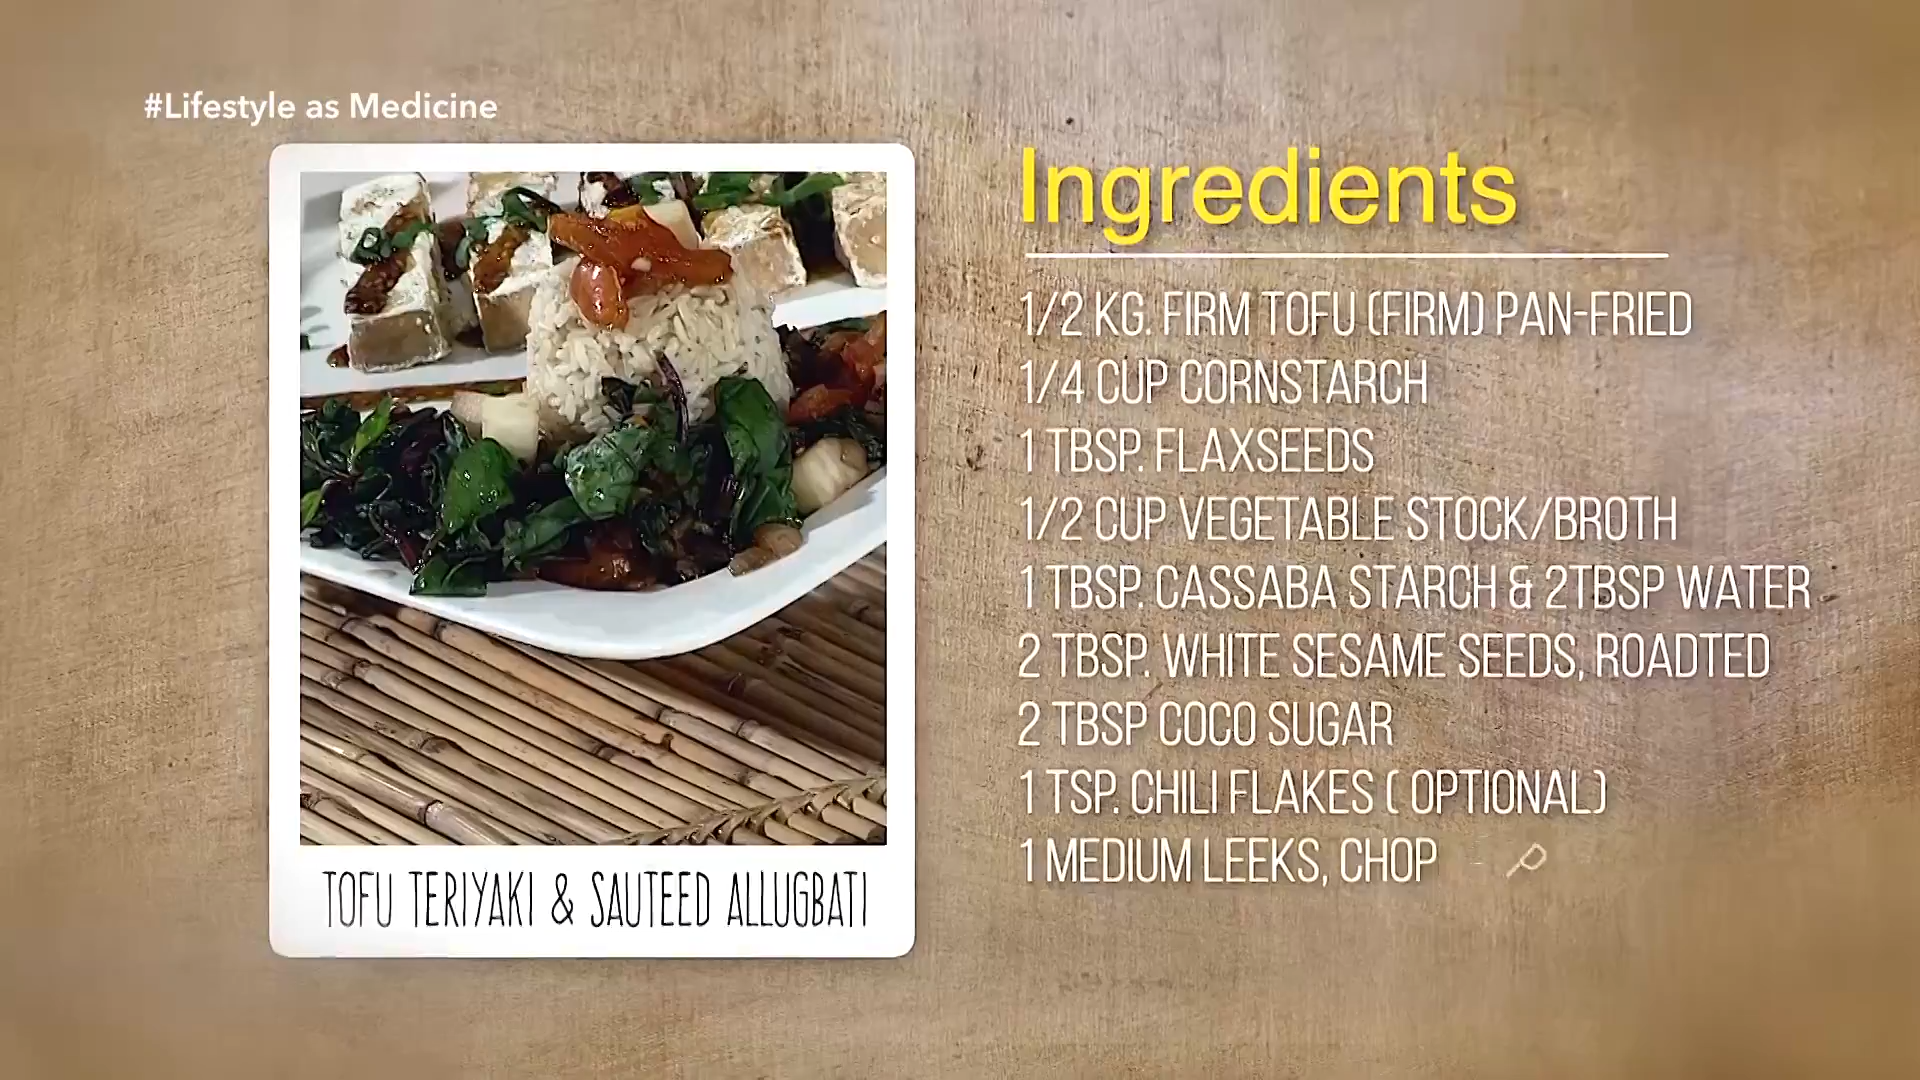 #Lifestyle as Medicine
Ingredients
1/2 KG. FIRM TOFU (FIRM) PAN-FRIED
1/4 CUP CORNSTARCH
1 TBSP. FLAXSEEDS
1/2 CUP VEGETABLE STOCK/BROTH
1 TBSP. CASSABA STARCH & 2TBSP WATER
2 TBSP. WHITE SESAME SEEDS, ROADTED
2 TBSP COCO SUGAR
1 TSP. CHILI FLAKES ( OPTIONAL)
1 MEDIUM LEEKS, CHOP P
TOFU TERIYAKI & SAUTEED ALLUGBATI